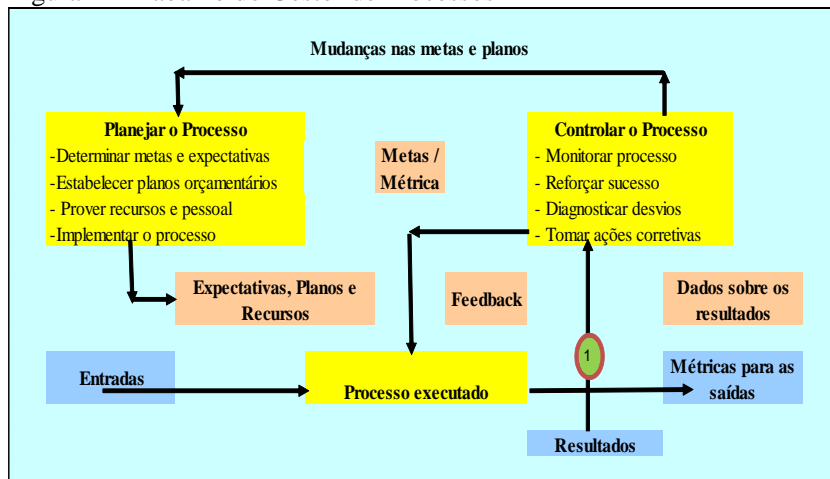 Mudanças nas metas e planos
Planejar o Processo
-Determinar metas e expectativas
-Estabelecer planos orçamentários
- Prover recursos e pessoal
-Implementar o processo
Metas /
Métrica
Controlar o Processo
- Monitorar processo
- Reforçar sucesso
- Diagnosticar desvios
- Tomar ações corretivas
Expectativas, Planos e
Recursos
Feedback
Dados sobre os
resultados
1
Entradas
Processo executado
Métricas para as
saídas
Resultados